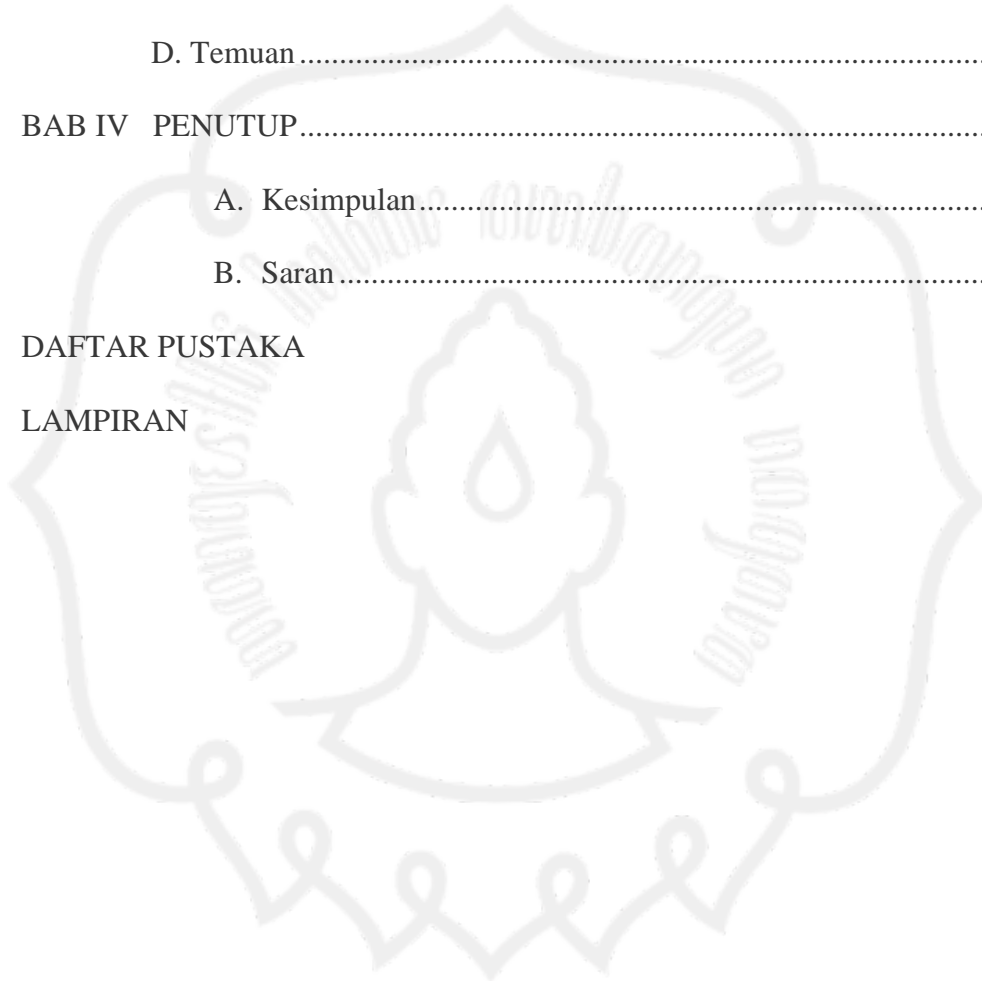 D. Temuan ........................................................................................
BAB IV PENUTUP ........................................................................................
A. Kesimpulan ........................................................................................
B. Saran ........................................................................................
DAFTAR PUSTAKA
LAMPIRAN